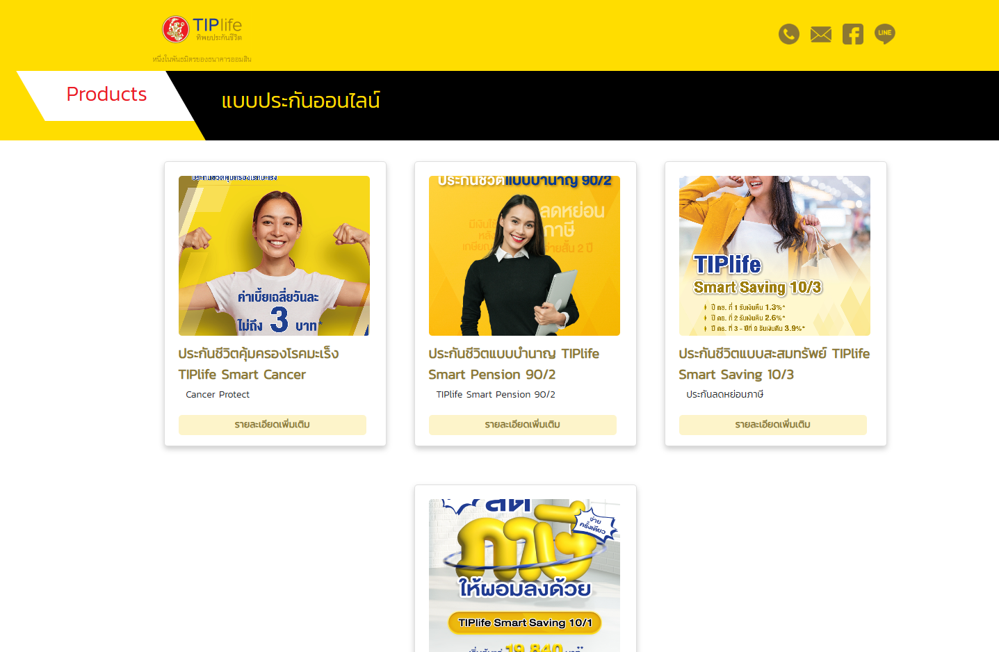 TIPlife
ทิพยประกันชีวิต
หนึ่งในพันธมิตรของธนาคารออมสิน
LINE
Products
แบบประกันออนไลน์
ประกันชีวิตคุ้มครองโรคมะเร็ง
ค่าเบี้ยเฉลี่ยวันละ
ไม่ถึง 3 บาท*
ประกันชีวิตคุ้มครองโรคมะเร็ง
TIPlife Smart Cancer
Cancer Protect
รายละเอียดเพิ่มเติม
ประกันชีวิตแบบบำนาญ 90/2
ลดหย่อน
ภาษี
จ่ายสั้น 2 ปี
มีเงินใช้
หลัง
เกษียณ
ประกันชีวิตแบบบำนาญ TIPlife
Smart Pension 90/2
TIPlife Smart Pension 90/2
รายละเอียดเพิ่มเติม
TIPlife
Smart Saving 10/3
ปี กธ. ที่ 1 รับเงินคืน 1.3%*
ปี กธ. ที่ 2 รับเงินคืน 2.6%*
ปี กธ. ที่ 3 - ปีที่ 9 รับเงินคืน 3.9%*
ประกันชีวิตแบบสะสมทรัพย์ TIPlife
Smart Saving 10/3
ประกันลดหย่อนภาษี
รายละเอียดเพิ่มเติม
ลด
ภาษี
จ่าย
ครั้งเดียว
ให้ผอมลงด้วย
TIPlife Smart Saving 10/1
19,840 บาท**